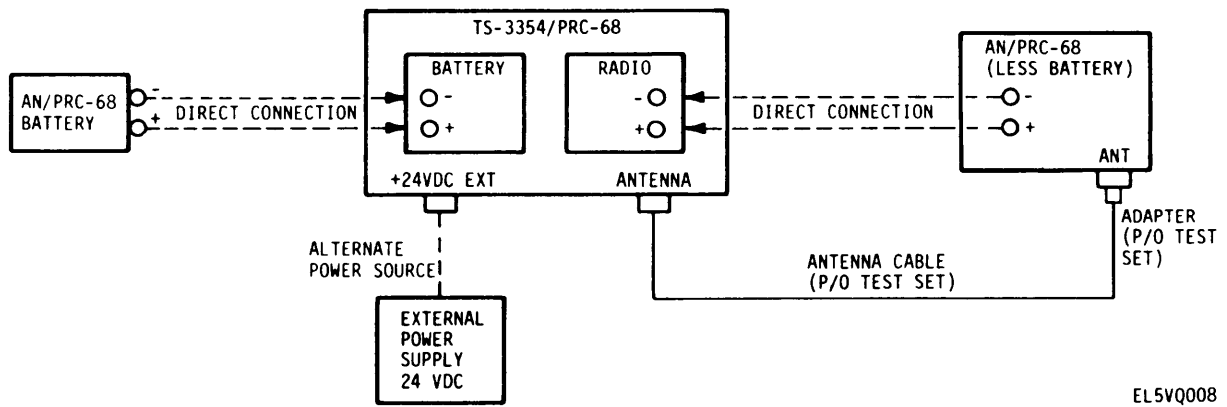 TS-3354/PRC-68
BATTERY
-
+
RADIO
-
+
+24VDC EXT
ANTENNA
AN/PRC-68
BATTERY
-
+
DIRECT CONNECTION
DIRECT CONNECTION
AN/PRC-68
(LESS BATTERY)
-
+
ANT
ADAPTER
(P/O TEST
SET)
ALTERNATE
POWER SOURCE
ANTENNA CABLE
(P/O TEST SET)
EXTERNAL
POWER
SUPPLY
24 VDC
EL5VQ008